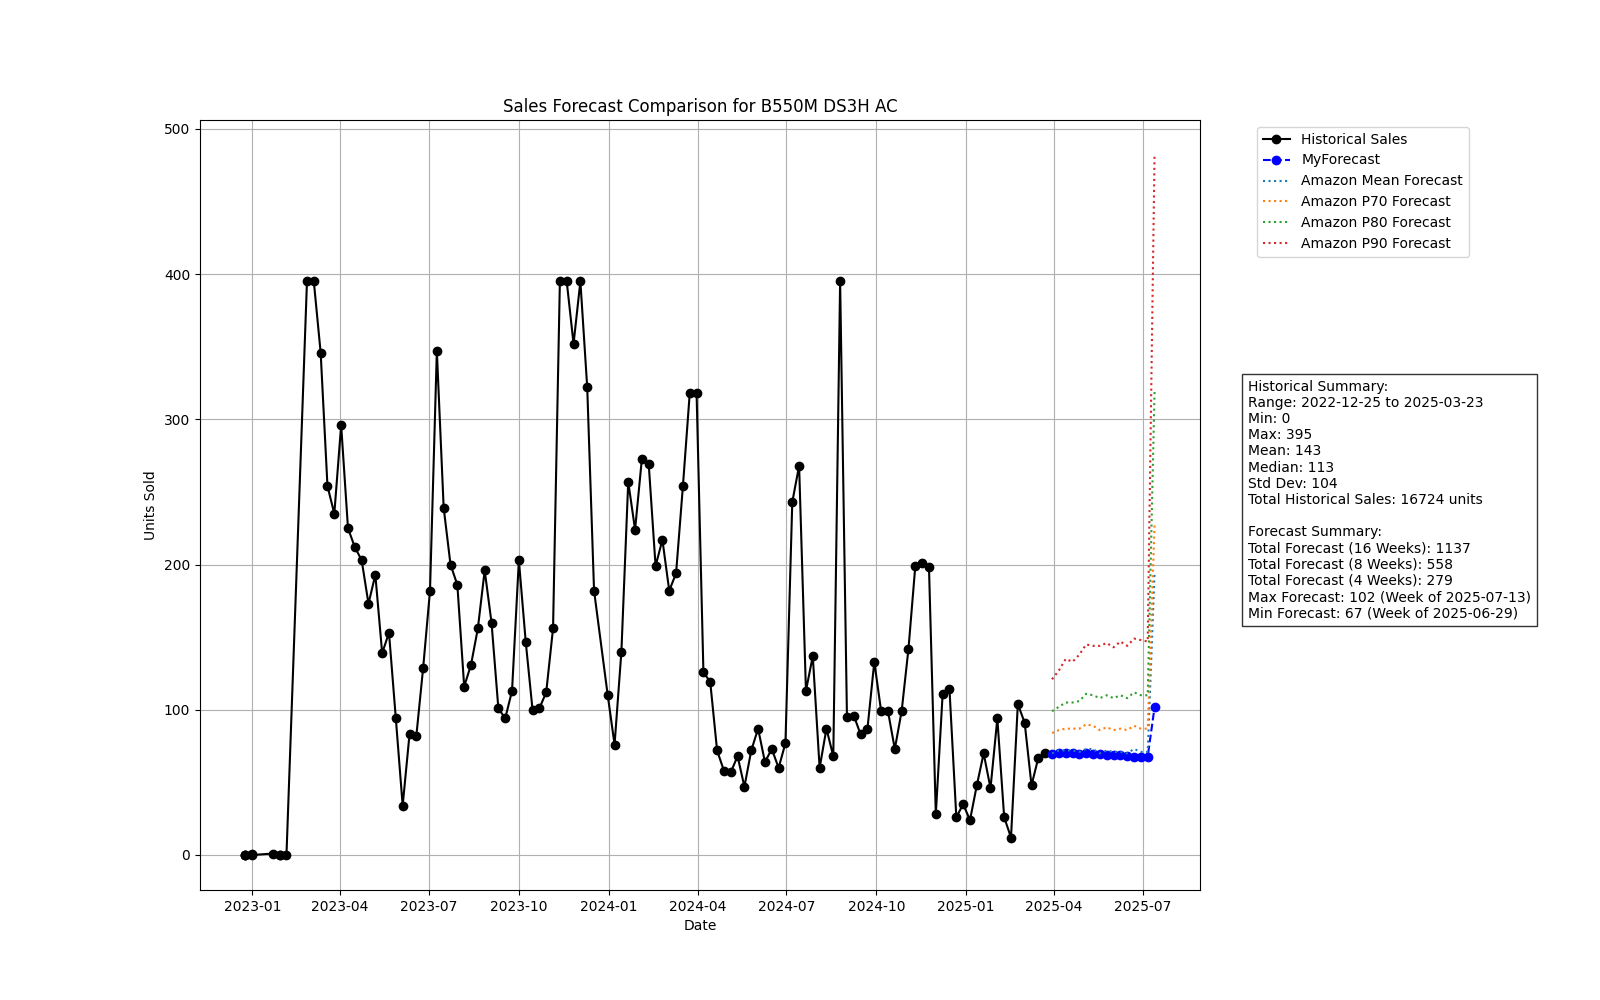 Sales Forecast Comparison for B550M DS3H AC
500
400
300
200
100
0
Units Sold
2023-01 2023-04 2023-07 2023-10 2024-01 2024-04 2024-07 2024-10 2025-01 2025-04 2025-07
Date
Historical Sales
MyForecast
Amazon Mean Forecast
Amazon P70 Forecast
Amazon P80 Forecast
Amazon P90 Forecast
Historical Summary:
Range: 2022-12-25 to 2025-03-23
Min: 0
Max: 395
Mean: 143
Median: 113
Std Dev: 104
Total Historical Sales: 16724 units
Forecast Summary:
Total Forecast (16 Weeks): 1137
Total Forecast (8 Weeks): 558
Total Forecast (4 Weeks): 279
Max Forecast: 102 (Week of 2025-07-13)
Min Forecast: 67 (Week of 2025-06-29)